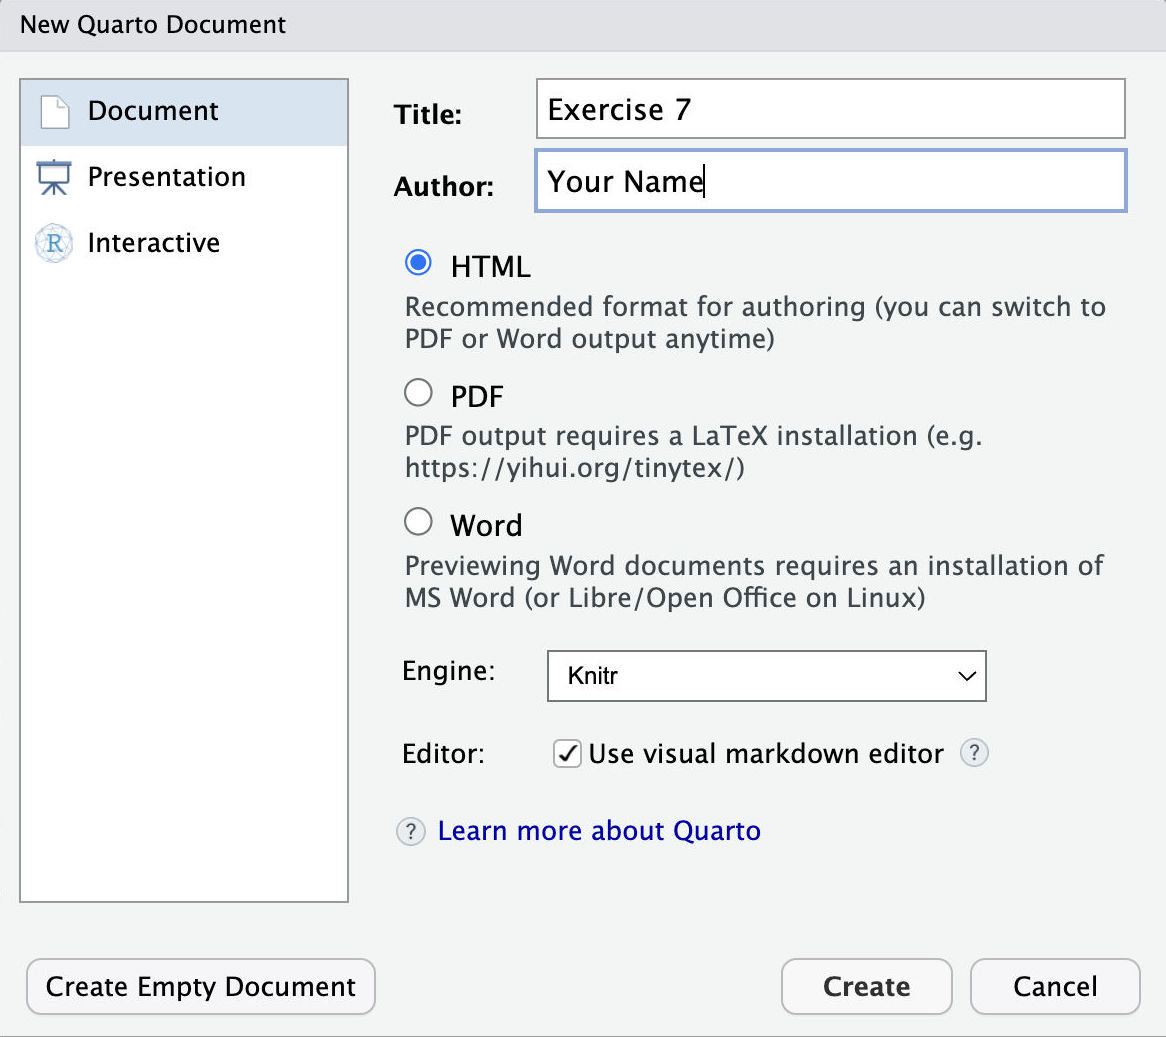 New Quarto Document
Document
Presentation
R Interactive
Title: Exercise 7
Author: Your Name
HTML
Recommended format for authoring (you can switch to
PDF or Word output anytime)
PDF
PDF output requires a LaTeX installation (e.g.
https://yihui.org/tinytex/)
Word
Previewing Word documents requires an installation of
MS Word (or Libre/Open Office on Linux)
Engine: Knitr
Editor: Use visual markdown editor ?
? Learn more about Quarto
Create Empty Document Create Cancel